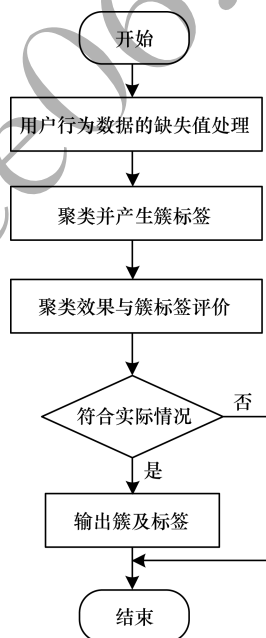 开始
用户行为数据的缺失值处理
聚类并产生簇标签
聚类效果与簇标签评价
符合实际情况
否
是
输出簇及标签
结束